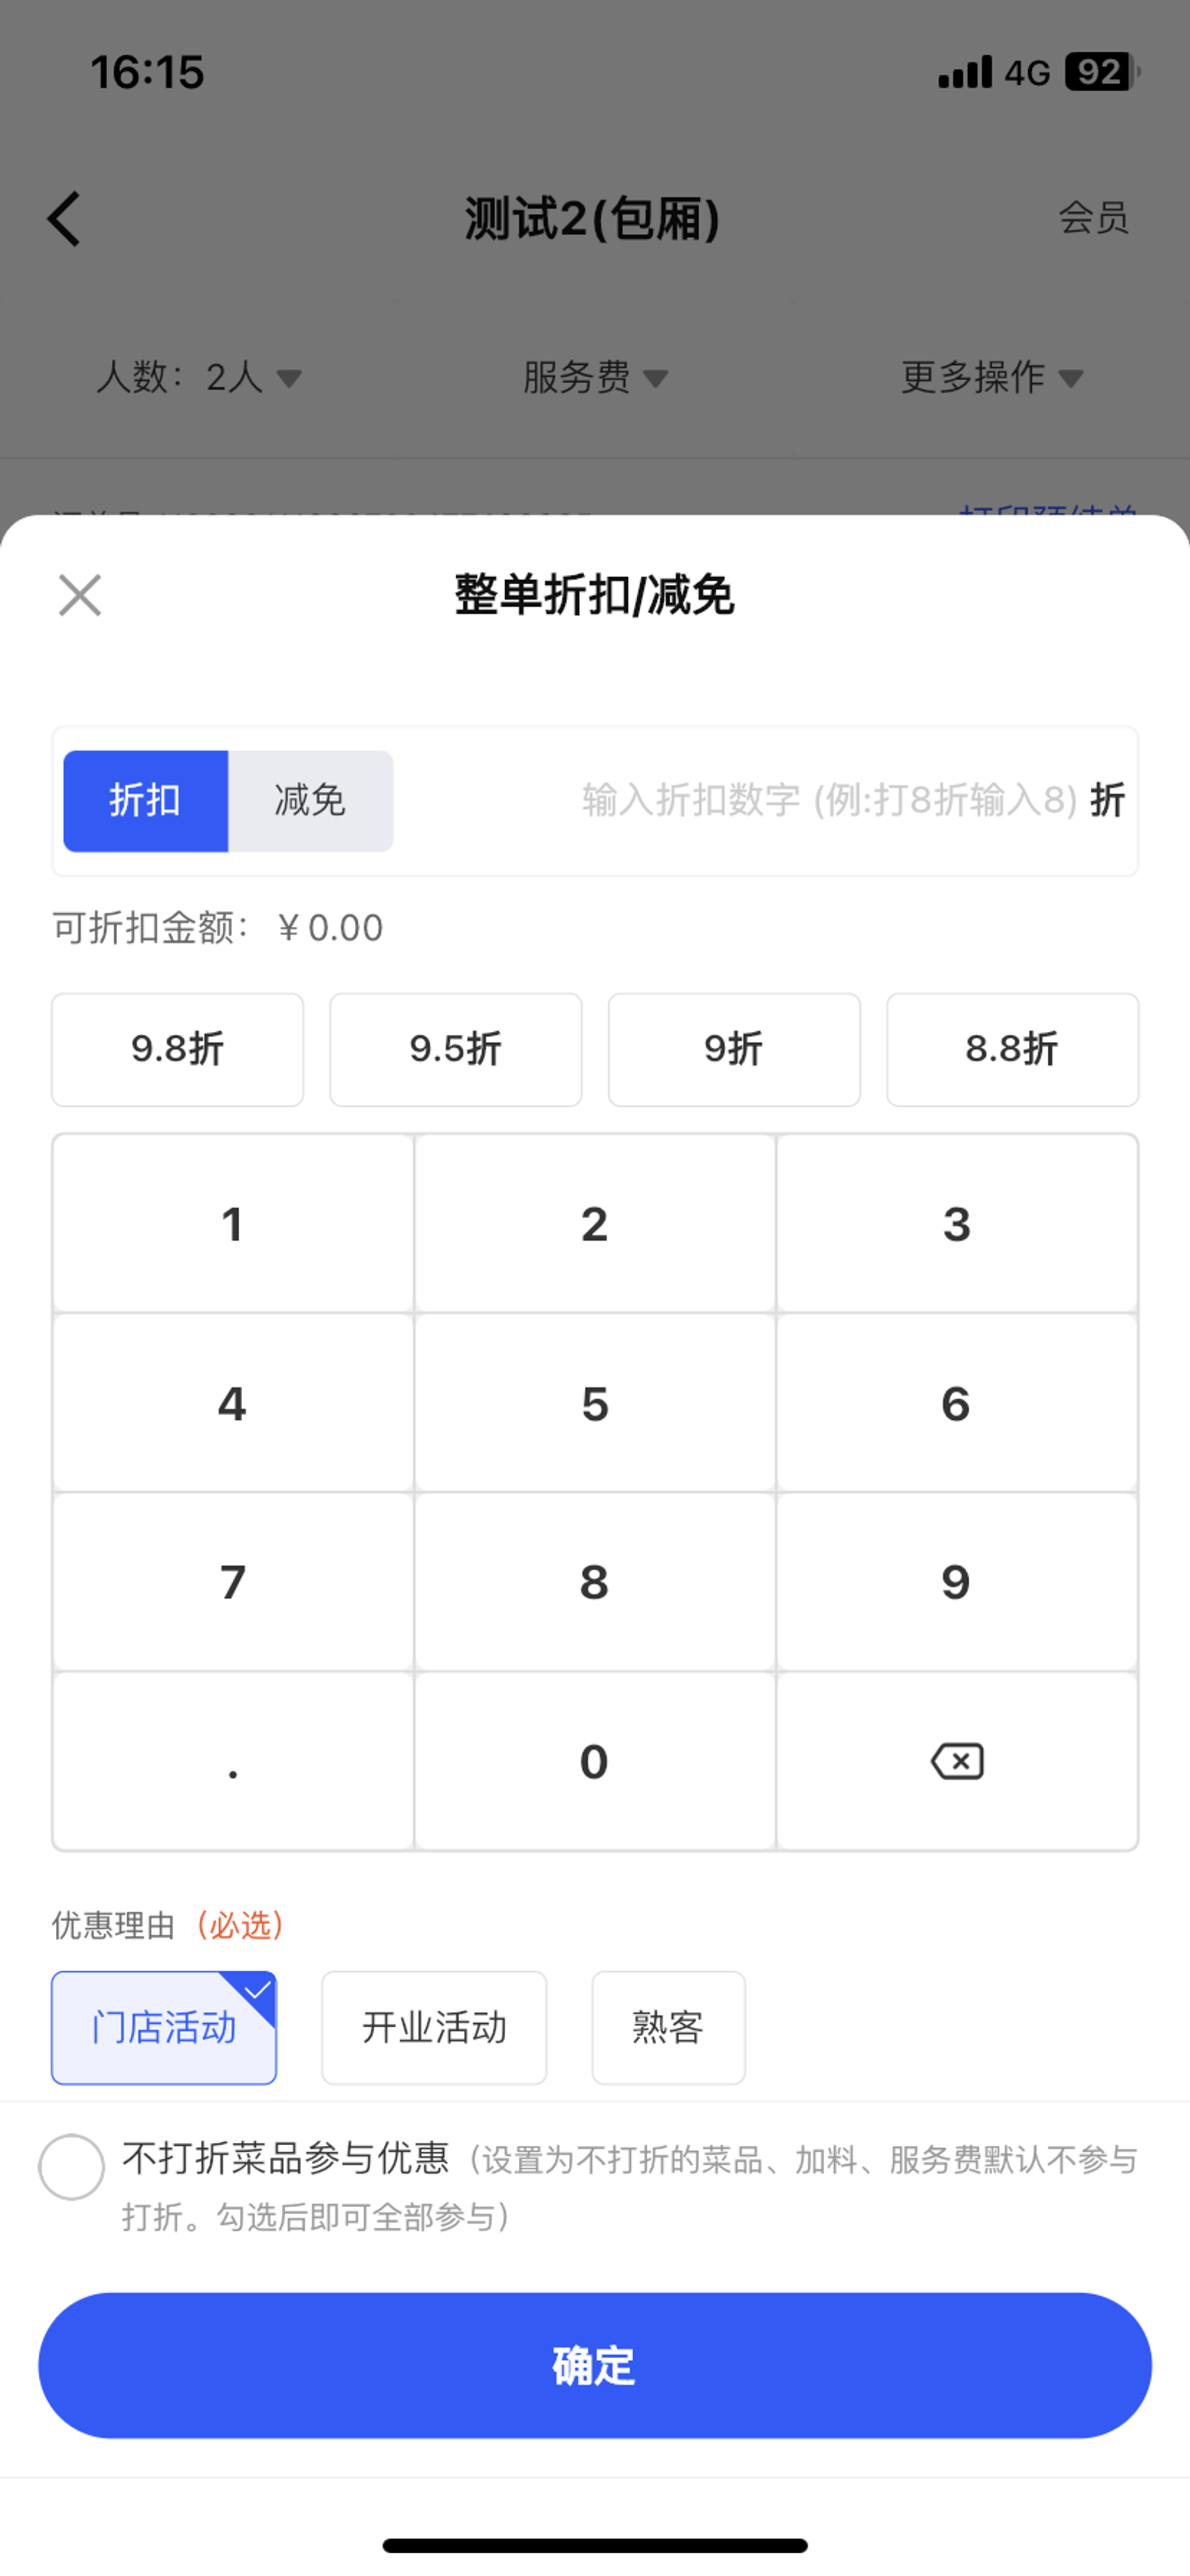 16:15
4G 92
测试2(包厢)
会员
人数：2人
服务费
更多操作
打印预结单
整单折扣/减免
折扣
减免
输入折扣数字 (例:打8折输入8) 折
可折扣金额： ¥ 0.00
9.8折
9.5折
9折
8.8折
1
2
3
4
5
6
7
8
9
.
0
优惠理由（必选）
门店活动
开业活动
熟客
不打折菜品参与优惠（设置为不打折的菜品、加料、服务费默认不参与
打折。勾选后即可全部参与）
确定